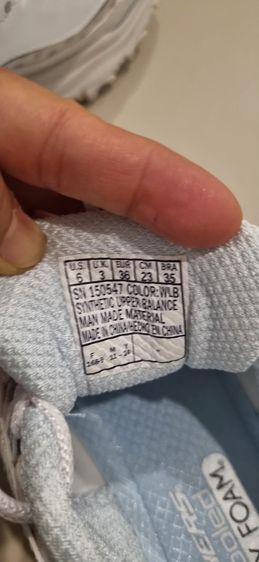 U.S. U.K. EUR CM BRA
6 3 36 23 35
SN 150547 COLOR:WLB
SYNTHETIC UPPER/BALANCE
MAN MADE MATERIAL
MADE IN CHINA/HECHO EN CHINA
F M Y
FOAM